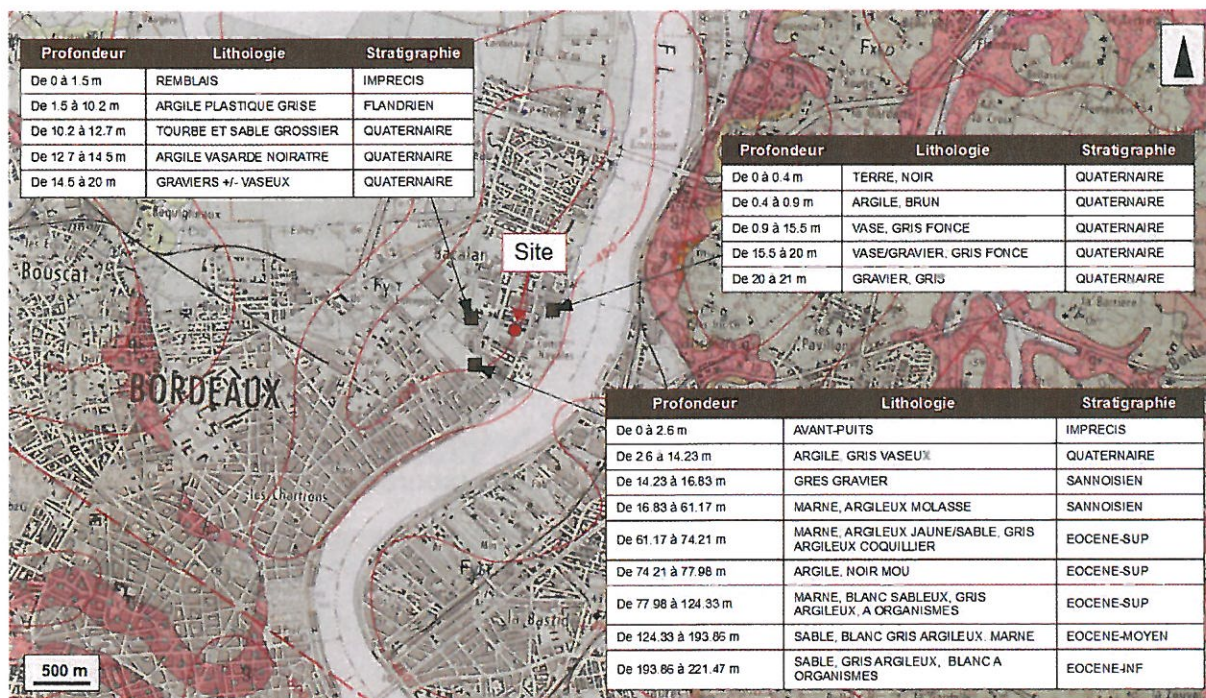 Profondeur Lithologie Stratigraphie
De 0 à 1.5 m REMBLAIS IMPRECIS
De 1.5 à 10.2 m ARGILE PLASTIQUE GRISE FLANDRIEN
De 10.2 à 12.7 m TOURBE ET SABLE GROSSIER QUATERNAIRE
De 12.7 à 14.5 m ARGILE VASARDE NOIRATRE QUATERNAIRE
De 14.5 à 20 m GRAVIERS +/- VASEUX QUATERNAIRE
Profondeur Lithologie Stratigraphie
De 0 à 0.4 m TERRE, NOIR QUATERNAIRE
De 0.4 à 0.9 m ARGILE, BRUN QUATERNAIRE
De 0.9 à 15.5 m VASE, GRIS FONCE QUATERNAIRE
De 15.5 à 20 m VASE/GRAVIER, GRIS FONCE QUATERNAIRE
De 20 à 21 m GRAVIER, GRIS QUATERNAIRE
Site
Bacalan
Bouscat
BORDEAUX
les Chartrons
la Bastid
Profondeur Lithologie Stratigraphie
De 0 à 2.6 m AVANT-PUITS IMPRECIS
De 2.6 à 14.23 m ARGILE, GRIS VASEUX QUATERNAIRE
De 14.23 à 16.83 m GRES GRAVIER SANNOISIEN
De 16.83 à 61.17 m MARNE, ARGILEUX MOLASSE SANNOISIEN
De 61.17 à 74.21 m MARNE, ARGILEUX JAUNE/SABLE, GRIS
ARGILEUX COQUILLIER EOCENE-SUP
De 74.21 à 77.98 m ARGILE, NOIR MOU EOCENE-SUP
De 77.98 à 124.33 m MARNE, BLANC SABLEUX, GRIS
ARGILEUX, A ORGANISMES EOCENE-SUP
De 124.33 à 193.86 m SABLE, BLANC GRIS ARGILEUX. MARNE EOCENE-MOYEN
De 193.86 à 221.47 m SABLE, GRIS ARGILEUX, BLANC A
ORGANISMES EOCENE-INF
500 m